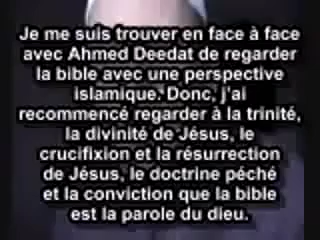 Je me suis trouver en face à face
avec Ahmed Deedat de regarder
la bible avec une perspective
islamique. Donc, j'ai
recommencé regarder à la trinité,
la divinité de Jésus, le
crucifixion et la résurrection
de Jésus, le doctrine péché
et la conviction que la bible
est la parole du dieu.